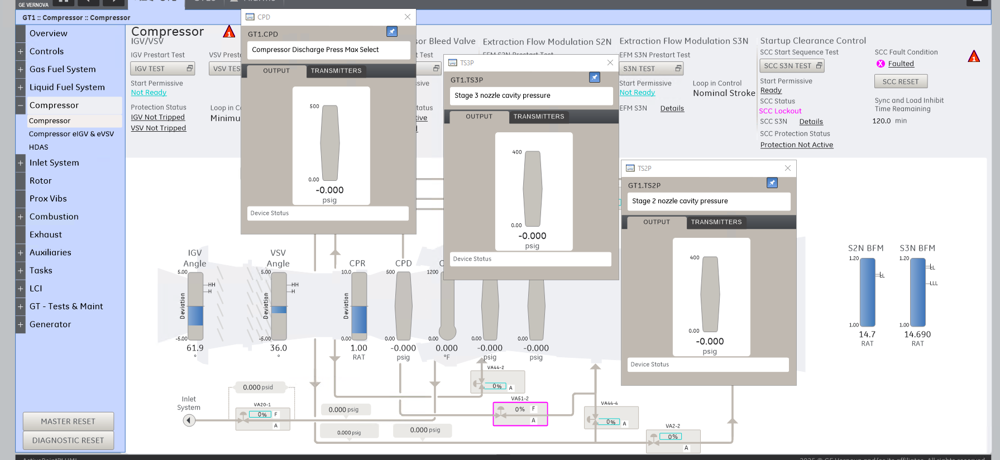 GE VERNOVA
GT1 :: Compressor :: Compressor
Overview
Controls
Gas Fuel System
Liquid Fuel System
Compressor
Compressor
Compressor eIGV & eVSV
HDAS
Inlet System
Rotor
Prox Vibs
Combustion
Exhaust
Auxiliaries
Tasks
LCI
GT - Tests & Maint
Generator
MASTER RESET
DIAGNOSTIC RESET
Compressor
1
IGV/VSV
IGV Prestart Test
IGV TEST
Start Permissive
Not Ready
Protection Status
IGV Not Tripped
VSV Not Tripped
VSV Prest
VSV TES
Loop in Co
Minimu
CPD
GT1.CPD
Compressor Discharge Press Max Select
OUTPUT
TRANSMITTERS
500
0.00
-0.000
psig
Device Status
or Bleed Valve
t Test
sive
tatus
tive
Extraction Flow Modulation S2N
EFM S2N Prestart Test
TS3P
GT1.TS3P
Stage 3 nozzle cavity pressure
OUTPUT
TRANSMITTERS
400
0.00
-0.000
psig
Device Status
Extraction Flow Modulation S3N
EFM S3N Prestart Test
S3N TEST
Start Permissive
Not Ready
EFM S3N
Details
Loop in Control
Nominal Stroke
Startup Clearance Control
SCC Start Sequence Test
SCC S3N TEST
Start Permissive
Ready
SCC Status
SCC Lockout
SCC S3N
Details
SCC Protection Status
Protection Not Active
SCC Fault Condition
X
Faulted
SCC RESET
Sync and Load Inhibit
Time Reamaining
120.0 min
1
TS2P
GT1.TS2P
Stage 2 nozzle cavity pressure
OUTPUT
TRANSMITTERS
400
0.00
-0.000
psig
Device Status
IGV
Angle
5.00
HH
H
Deviation
-5.00
61.9
°
VSV
Angle
5.00
HH
H
Deviation
-5.00
36.0
°
CPR
10.0
Deviation
0.00
1.00
RAT
CPD
500
0.00
-0.000
psig
C
1200
0.00
0.000
°F
0.00
-0.000
psig
0.00
-0.000
psig
S2N BFM
1.20
LL
1.00
14.7
RAT
S3N BFM
1.20
LL
LLL
1.00
14.690
RAT
0.000 psid
Inlet
System
VA20-1
0%
F
A
0.000 psig
0.000 psig
0.000 psig
VA44-2
0%
A
VA51-2
0%
F
A
VA44-4
0%
A
VA2-2
0%
A